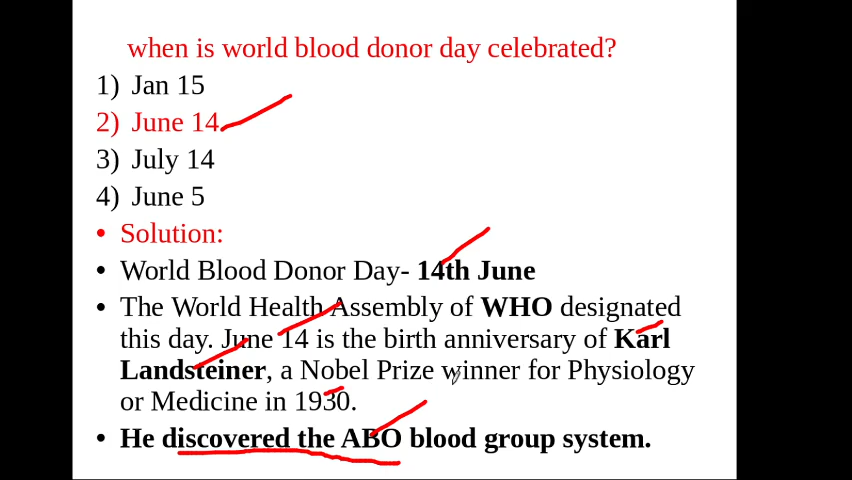 when is world blood donor day celebrated?
1) Jan 15
2) June 14
3) July 14
4) June 5
• Solution:
• World Blood Donor Day- 14th June
• The World Health Assembly of WHO designated
this day. June 14 is the birth anniversary of Karl
Landsteiner, a Nobel Prize winner for Physiology
or Medicine in 1930.
• He discovered the ABO blood group system.